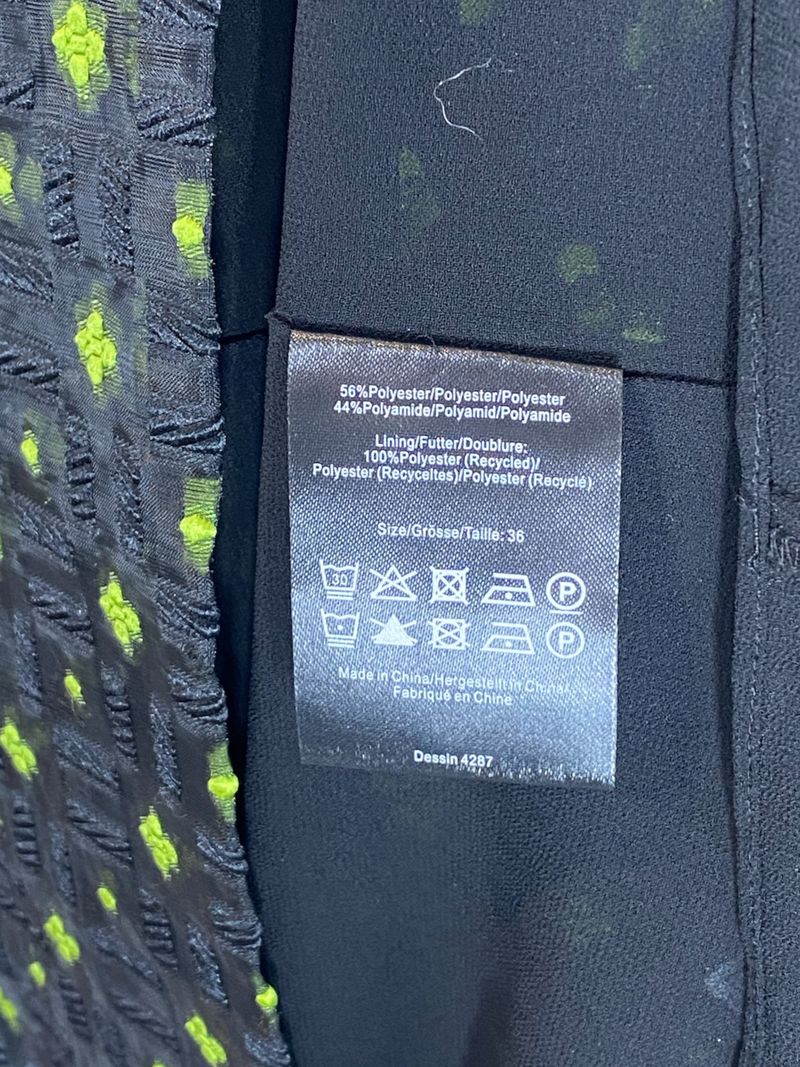 56%Polyester/Polyester/Polyester
44%Polyamide/Polyamid/Polyamide
Lining/Futter/Doublure:
100%Polyester (Recycled)/
Polyester (Recyceltes)/Polyester (Recyclé)
Size/Grösse/Taille: 36
30 P
P
Made in China/Hergestellt in China/
Fabriqué en Chine
Dessin 4287